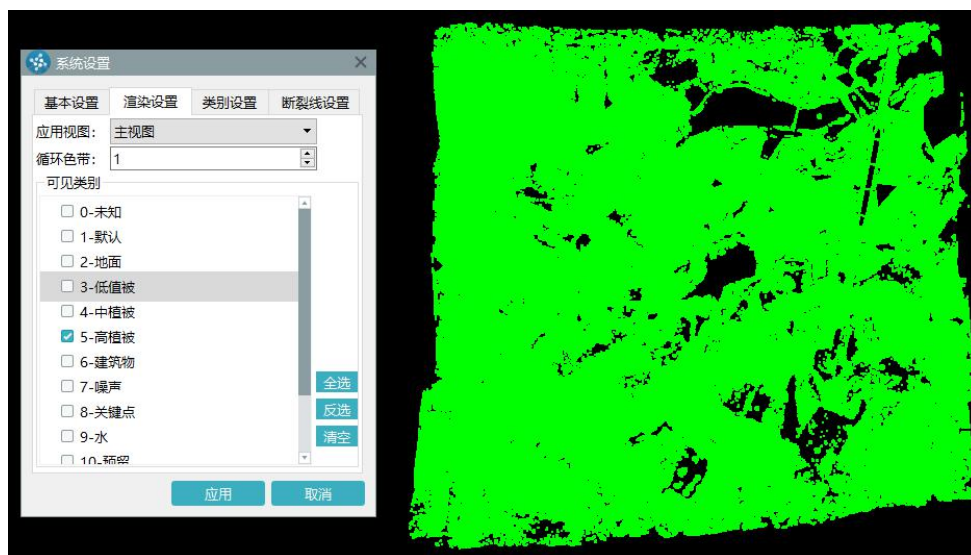 系统设置
基本设置 渲染设置 类别设置 断裂线设置
应用视图： 主视图
循环色带： 1
可见类别
0-未知
1-默认
2-地面
3-低值被
4-中植被
5-高植被
6-建筑物
7-噪声
全选
8-关键点
反选
9-水
清空
10-预留
应用 取消